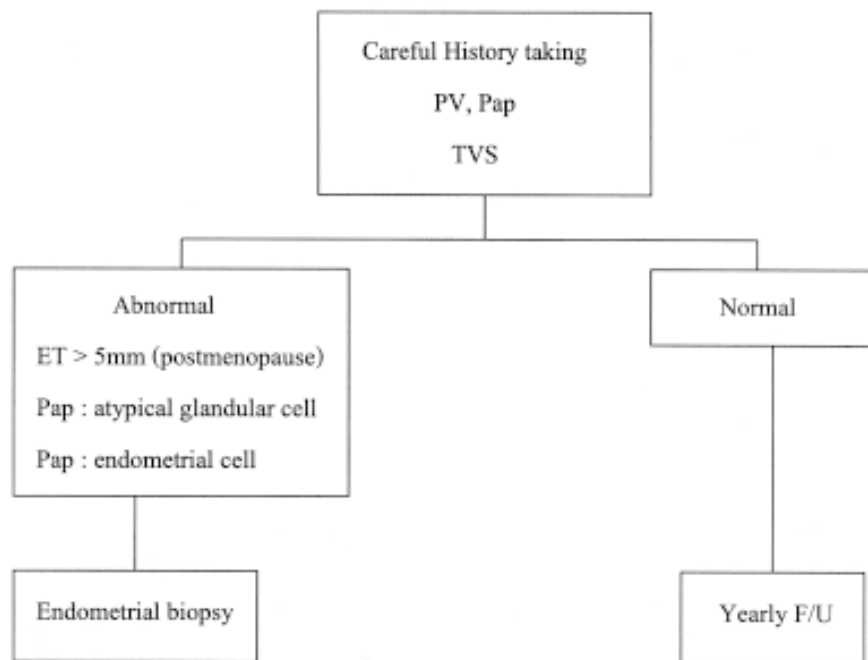 Careful History taking
PV, Pap
TVS
Abnormal
ET > 5mm (postmenopause)
Pap : atypical glandular cell
Pap : endometrial cell
Normal
Endometrial biopsy
Yearly F/U